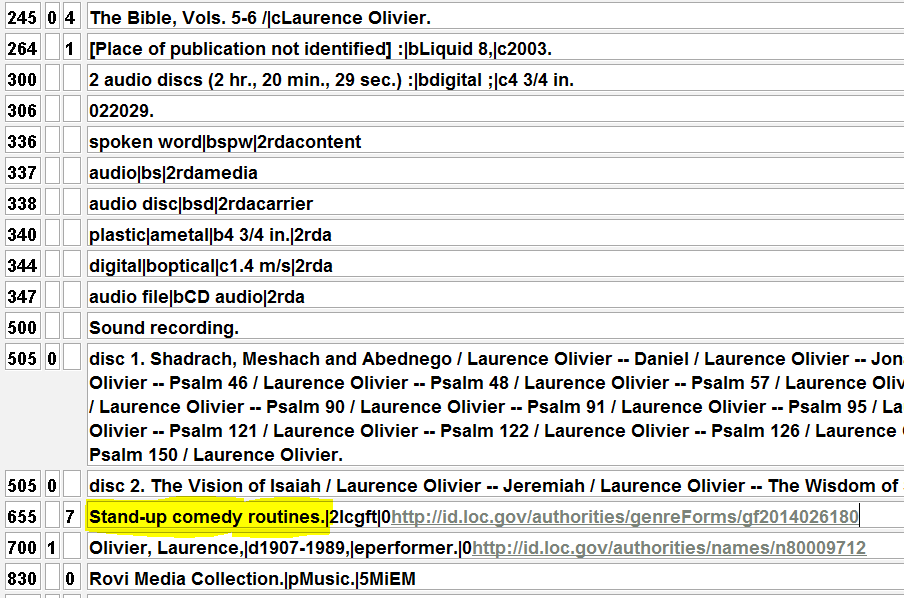 245 0 4 The Bible, Vols. 5-6 /|cLaurence Olivier.
264 1 [Place of publication not identified] :|bLiquid 8,|c2003.
300 2 audio discs (2 hr., 20 min., 29 sec.) :|bdigital ;|c4 3/4 in.
306 022029.
336 spoken word|bspw|2rdacontent
337 audio|bs|2rdamedia
338 audio disc|bsd|2rdacarrier
340 plastic|ametal|b4 3/4 in.|2rda
344 digital|boptical|c1.4 m/s|2rda
347 audio file|bCD audio|2rda
500 Sound recording.
505 0 disc 1. Shadrach, Meshach and Abednego / Laurence Olivier -- Daniel / Laurence Olivier -- Jon
Olivier -- Psalm 46 / Laurence Olivier -- Psalm 48 / Laurence Olivier -- Psalm 57 / Laurence Oliv
/ Laurence Olivier -- Psalm 90 / Laurence Olivier -- Psalm 91 / Laurence Olivier -- Psalm 95 / La
Olivier -- Psalm 121 / Laurence Olivier -- Psalm 122 / Laurence Olivier -- Psalm 126 / Laurence
Psalm 150 / Laurence Olivier.
505 0 disc 2. The Vision of Isaiah / Laurence Olivier -- Jeremiah / Laurence Olivier -- The Wisdom of
655 7 Stand-up comedy routines.|2lcgft|0http://id.loc.gov/authorities/genreForms/gf2014026180
700 1 Olivier, Laurence,|d1907-1989,|eperformer.|0http://id.loc.gov/authorities/names/n80009712
830 0 Rovi Media Collection.|pMusic.|5MiEM